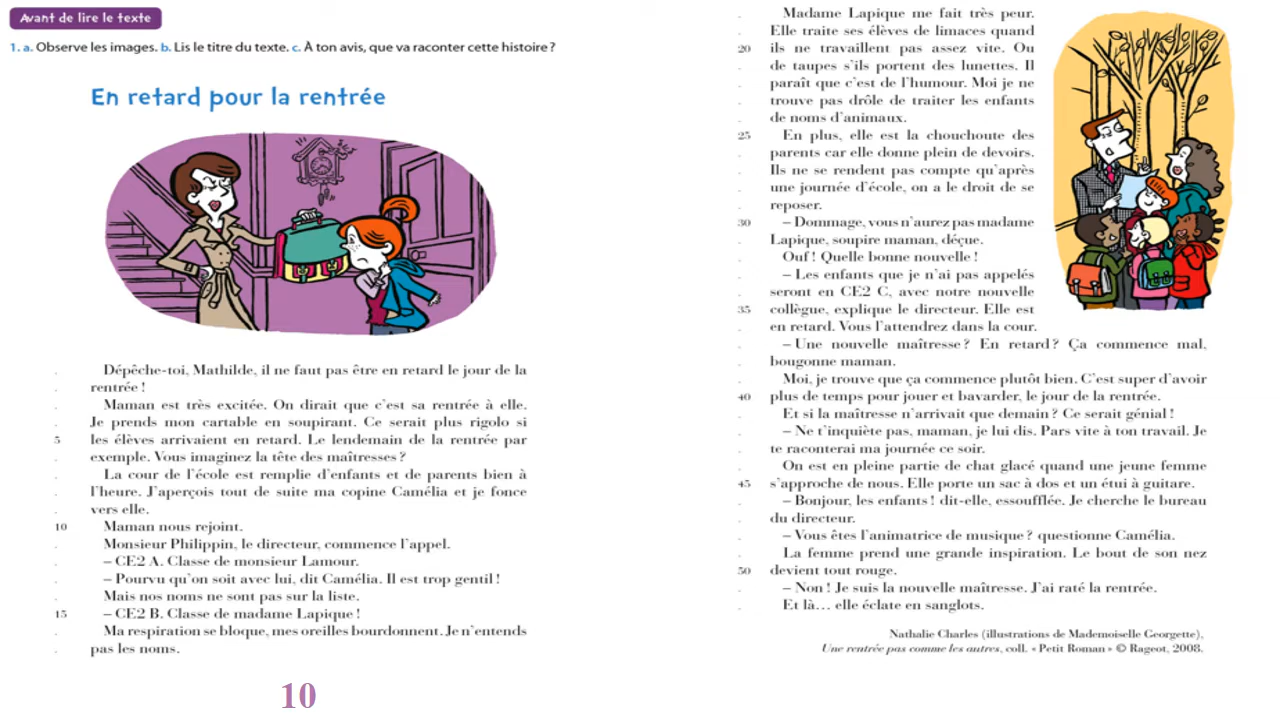 Avant de lire le texte
1. a. Observe les images. b. Lis le titre du texte. c. À ton avis, que va raconter cette histoire ?
En retard pour la rentrée
Dépêche-toi, Mathilde, il ne faut pas être en retard le jour de la
rentrée !
Maman est très excitée. On dirait que c'est sa rentrée à elle.
Je prends mon cartable en soupirant. Ce serait plus rigolo si
5 les élèves arrivaient en retard. Le lendemain de la rentrée par
exemple. Vous imaginez la tête des maîtresses ?
La cour de l'école est remplie d'enfants et de parents bien à
l'heure. J'aperçois tout de suite ma copine Camélia et je fonce
vers elle.
10 Maman nous rejoint.
Monsieur Philippin, le directeur, commence l'appel.
– CE2 A. Classe de monsieur Lamour.
– Pourvu qu'on soit avec lui, dit Camélia. Il est trop gentil !
Mais nos noms ne sont pas sur la liste.
15 – CE2 B. Classe de madame Lapique !
Ma respiration se bloque, mes oreilles bourdonnent. Je n'entends
pas les noms.
10
Madame Lapique me fait très peur.
Elle traite ses élèves de limaces quand
20 ils ne travaillent pas assez vite. Ou
de taupes s'ils portent des lunettes. Il
paraît que c'est de l'humour. Moi je ne
trouve pas drôle de traiter les enfants
de noms d'animaux.
25 En plus, elle est la chouchoute des
parents car elle donne plein de devoirs.
Ils ne se rendent pas compte qu'après
une journée d'école, on a le droit de se
reposer.
30 – Dommage, vous n'aurez pas madame
Lapique, soupire maman, déçue.
Ouf ! Quelle bonne nouvelle !
– Les enfants que je n'ai pas appelés
seront en CE2 C, avec notre nouvelle
35 collègue, explique le directeur. Elle est
en retard. Vous l'attendrez dans la cour.
– Une nouvelle maîtresse ? En retard ? Ça commence mal,
bougonne maman.
Moi, je trouve que ça commence plutôt bien. C'est super d'avoir
40 plus de temps pour jouer et bavarder, le jour de la rentrée.
Et si la maîtresse n'arrivait que demain ? Ce serait génial !
– Ne t'inquiète pas, maman, je lui dis. Pars vite à ton travail. Je
te raconterai ma journée ce soir.
On est en pleine partie de chat glacé quand une jeune femme
45 s'approche de nous. Elle porte un sac à dos et un étui à guitare.
– Bonjour, les enfants ! dit-elle, essoufflée. Je cherche le bureau
du directeur.
– Vous êtes l'animatrice de musique ? questionne Camélia.
La femme prend une grande inspiration. Le bout de son nez
50 devient tout rouge.
– Non ! Je suis la nouvelle maîtresse. J'ai raté la rentrée.
Et là... elle éclate en sanglots.
Nathalie Charles (illustrations de Mademoiselle Georgette),
Une rentrée pas comme les autres, coll. « Petit Roman » © Rageot, 2008.